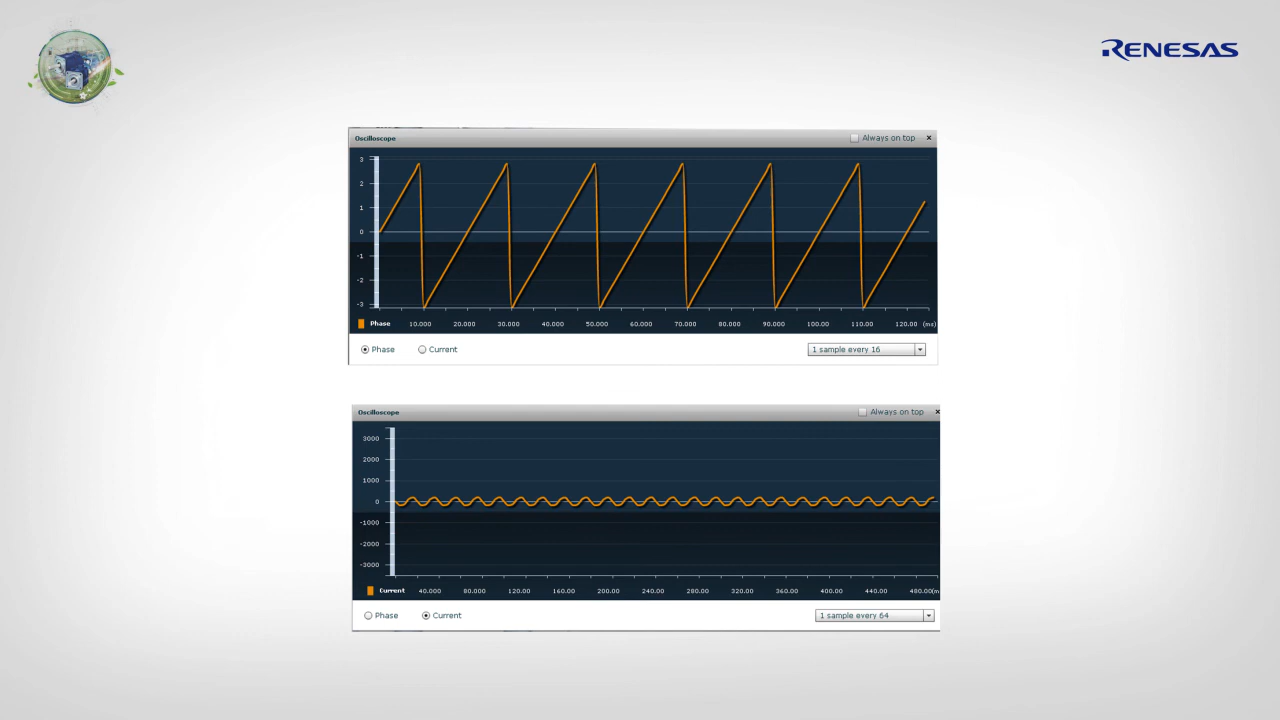 RENESAS
Oscilloscope Always on top ×
3
2
1
0
-1
-2
-3
Phase 10.000 20.000 30.000 40.000 50.000 60.000 70.000 80.000 90.000 100.00 110.00 120.00 (ms)
Phase Current 1 sample every 16
Oscilloscope Always on top ×
3000
2000
1000
0
-1000
-2000
-3000
Current 40.000 80.000 120.00 160.00 200.00 240.00 280.00 320.00 360.00 400.00 440.00 480.00(m
Phase Current 1 sample every 64